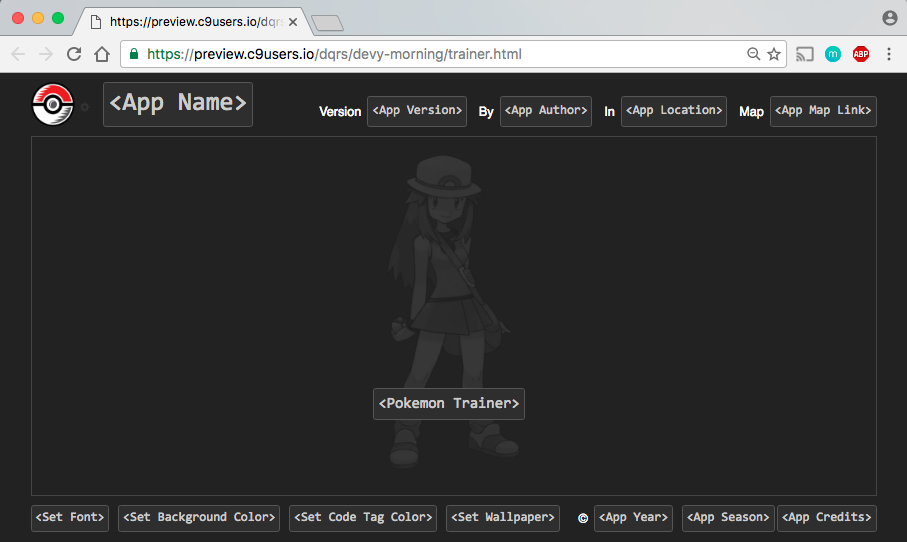 https://preview.c9users.io/dqrs
https://preview.c9users.io/dqrs/devy-morning/trainer.html
m
ABP
<App Name>
Version <App Version> By <App Author> In <App Location> Map <App Map Link>
<Pokemon Trainer>
<Set Font> <Set Background Color> <Set Code Tag Color> <Set Wallpaper> © <App Year> <App Season> <App Credits>